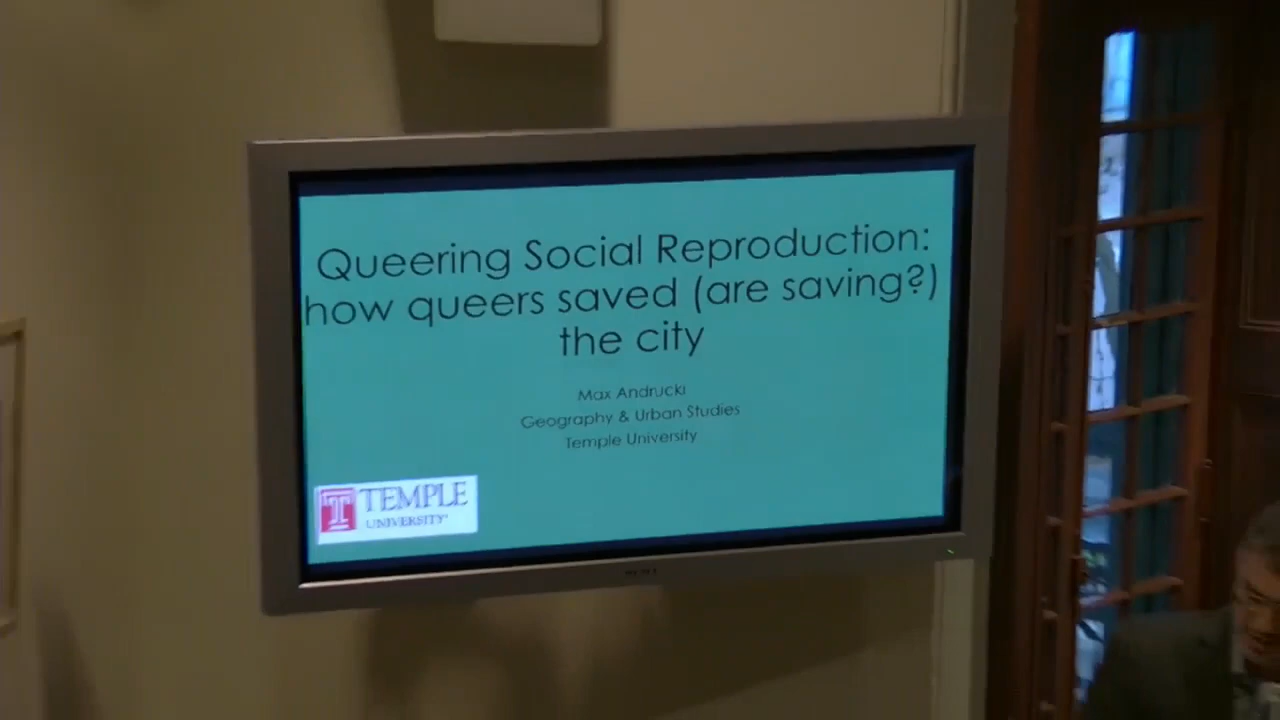 Queering Social Reproduction:
how queers saved (are saving?)
the city
Max Andrucki
Geography & Urban Studies
Temple University
T TEMPLE
UNIVERSITY